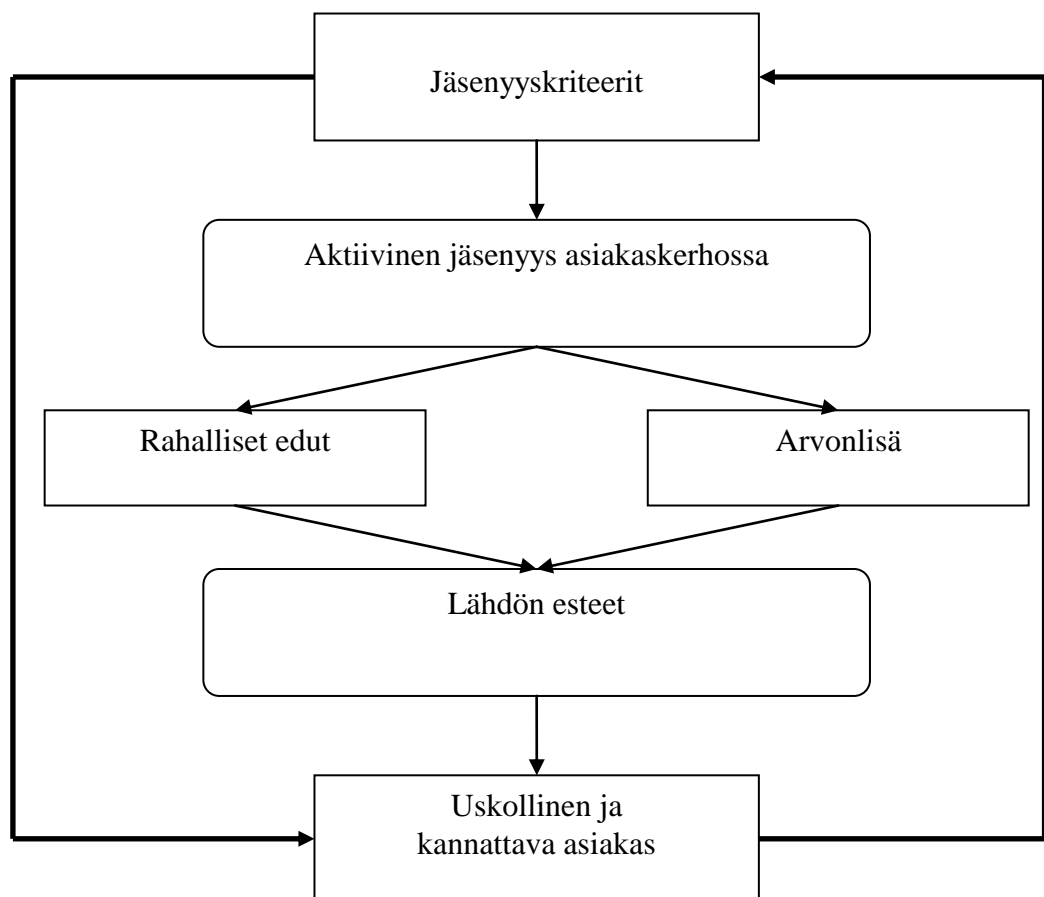 Jäsenyyskriteerit
Aktiivinen jäsenyys asiakaskerhossa
Rahalliset edut
Arvonlisä
Lähdön esteet
Uskollinen ja
kannattava asiakas